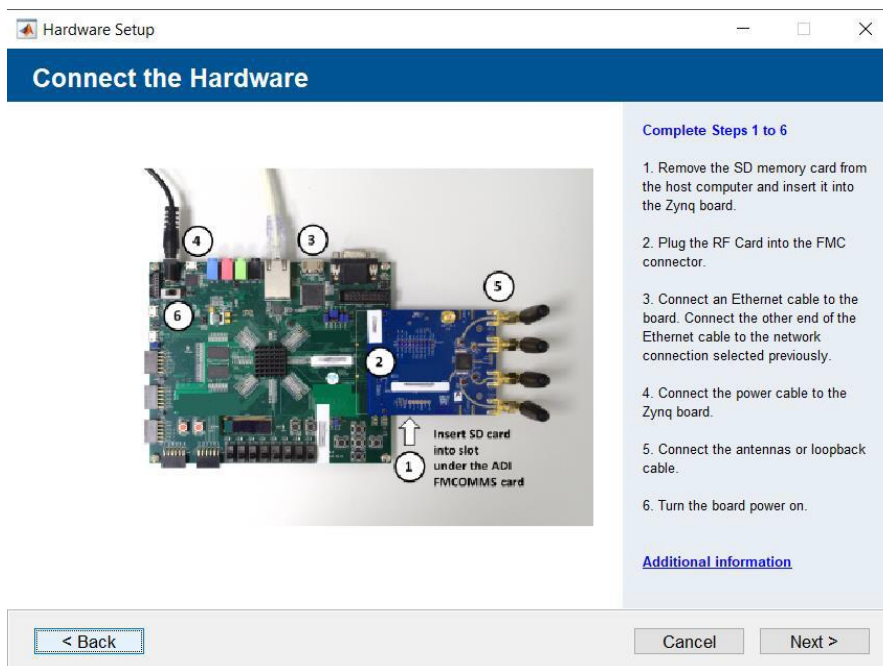 Hardware Setup
Connect the Hardware
4
3
5
6
2
Insert SD card
into slot
1
under the ADI
FMCOMMS card
Complete Steps 1 to 6
1. Remove the SD memory card from
the host computer and insert it into
the Zynq board.
2. Plug the RF Card into the FMC
connector.
3. Connect an Ethernet cable to the
board. Connect the other end of the
Ethernet cable to the network
connection selected previously.
4. Connect the power cable to the
Zynq board.
5. Connect the antennas or loopback
cable.
6. Turn the board power on.
Additional information
< Back
Cancel
Next >